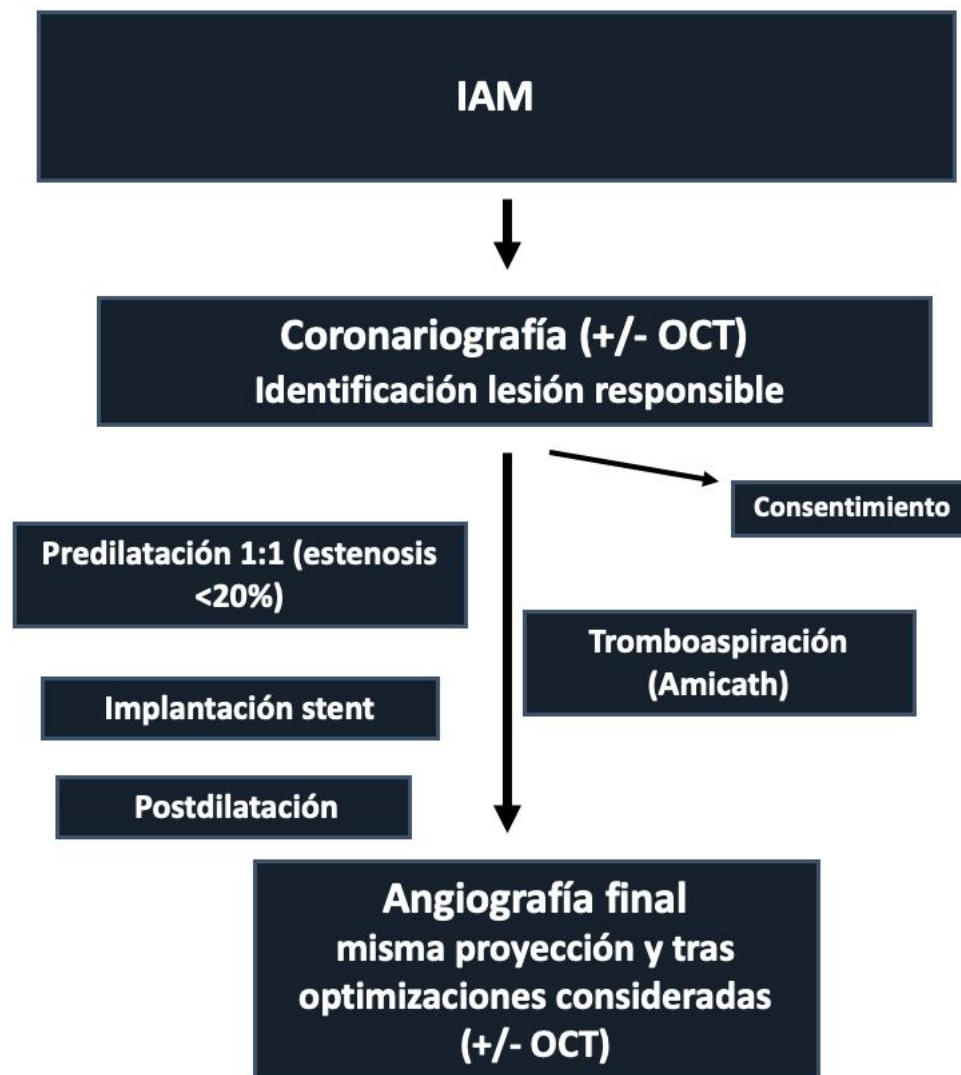 IAM
Coronariografía (+/- OCT)
Identificación lesión responsible
Consentimiento
Predilatación 1:1 (estenosis
<20%)
Tromboaspiración
(Amicath)
Implantación stent
Postdilatación
Angiografía final
misma proyección y tras
optimizaciones consideradas
(+/- OCT)